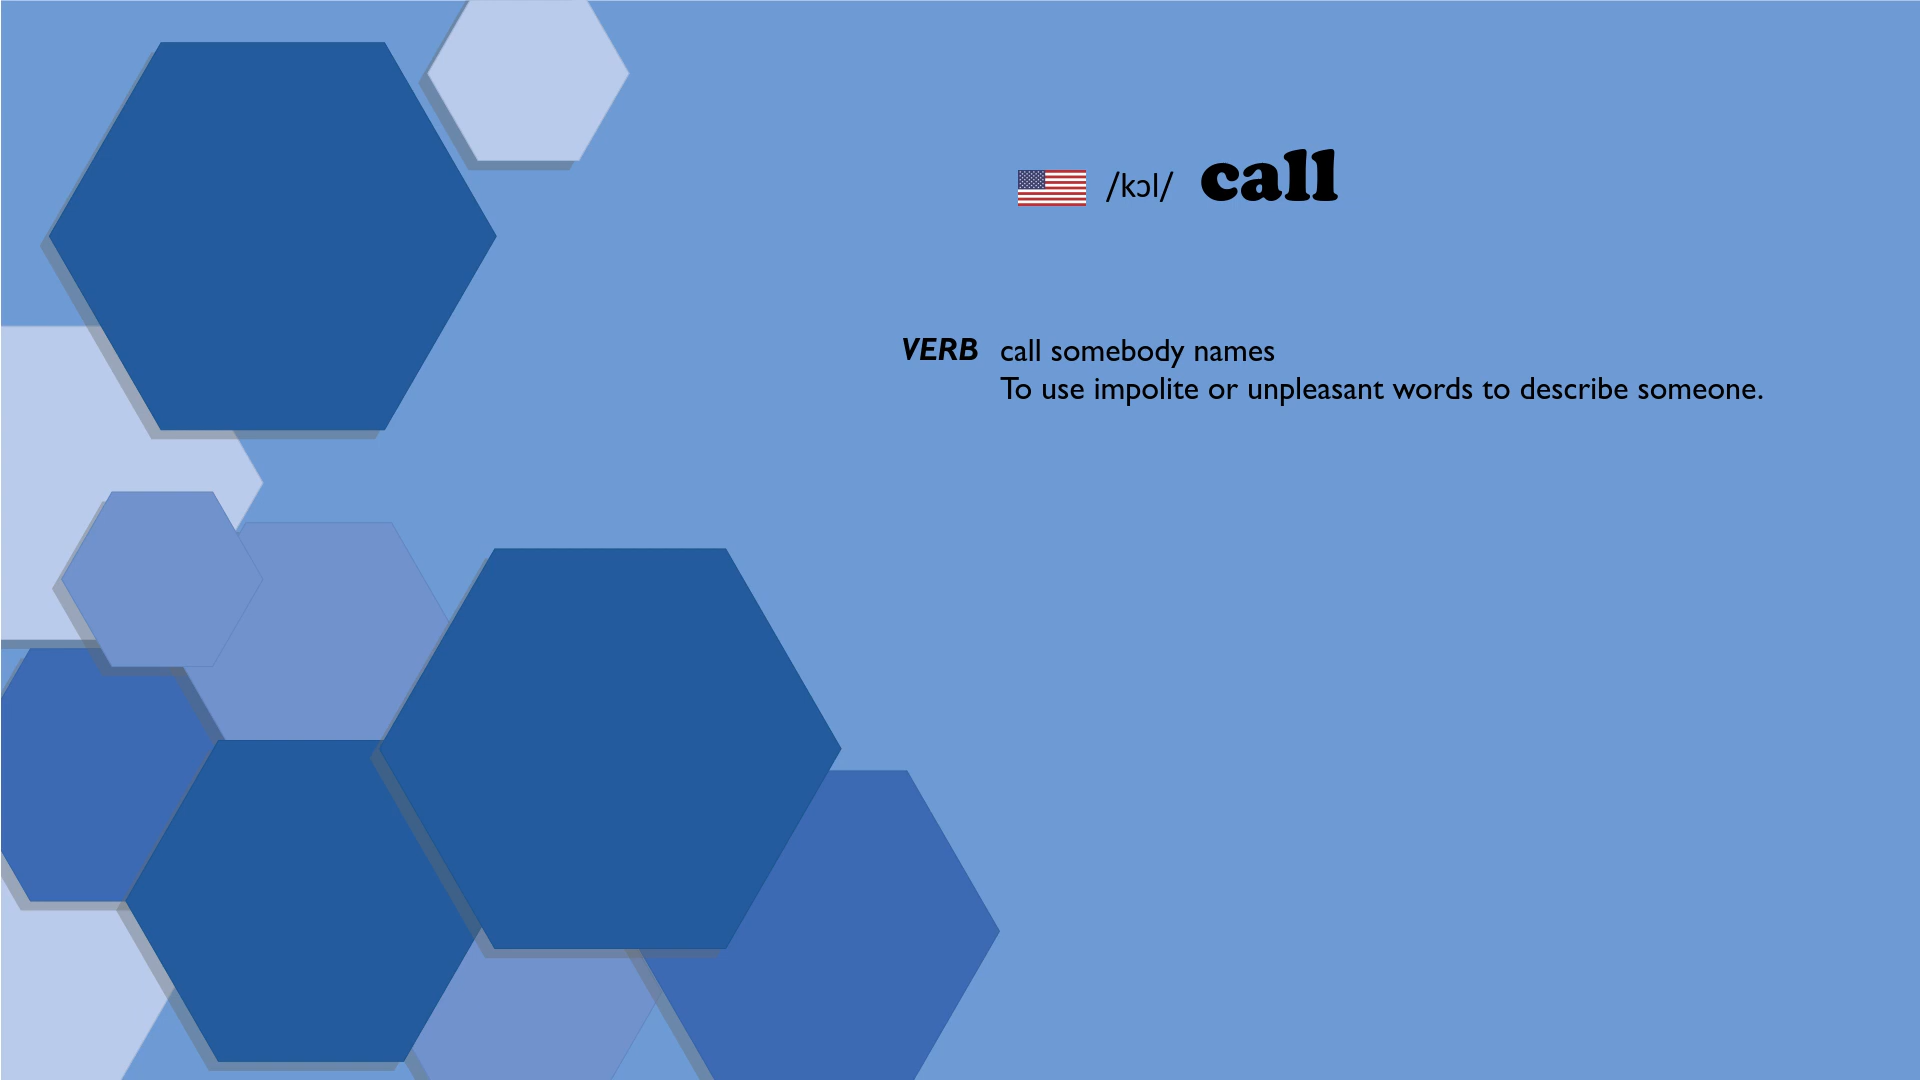 /kɔl/ call
VERB call somebody names
To use impolite or unpleasant words to describe someone.